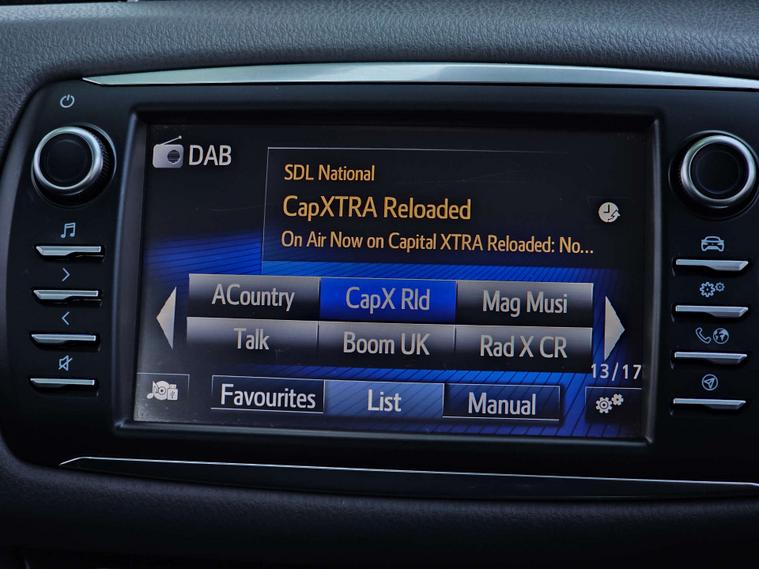 DAB
SDL National
CapXTRA Reloaded
On Air Now on Capital XTRA Reloaded: No...
ACountry CapX Rld Mag Musi
Talk Boom UK Rad X CR
13/17
Favourites List Manual